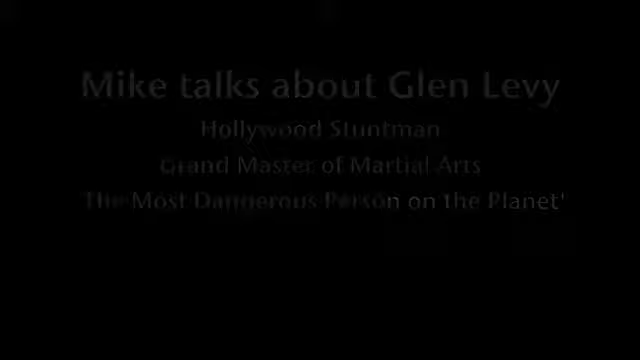 Mike talks about Glen Levy
Hollywood Stuntman
Grand Master of Martial Arts
The Most Dangerous Person on the Planet'